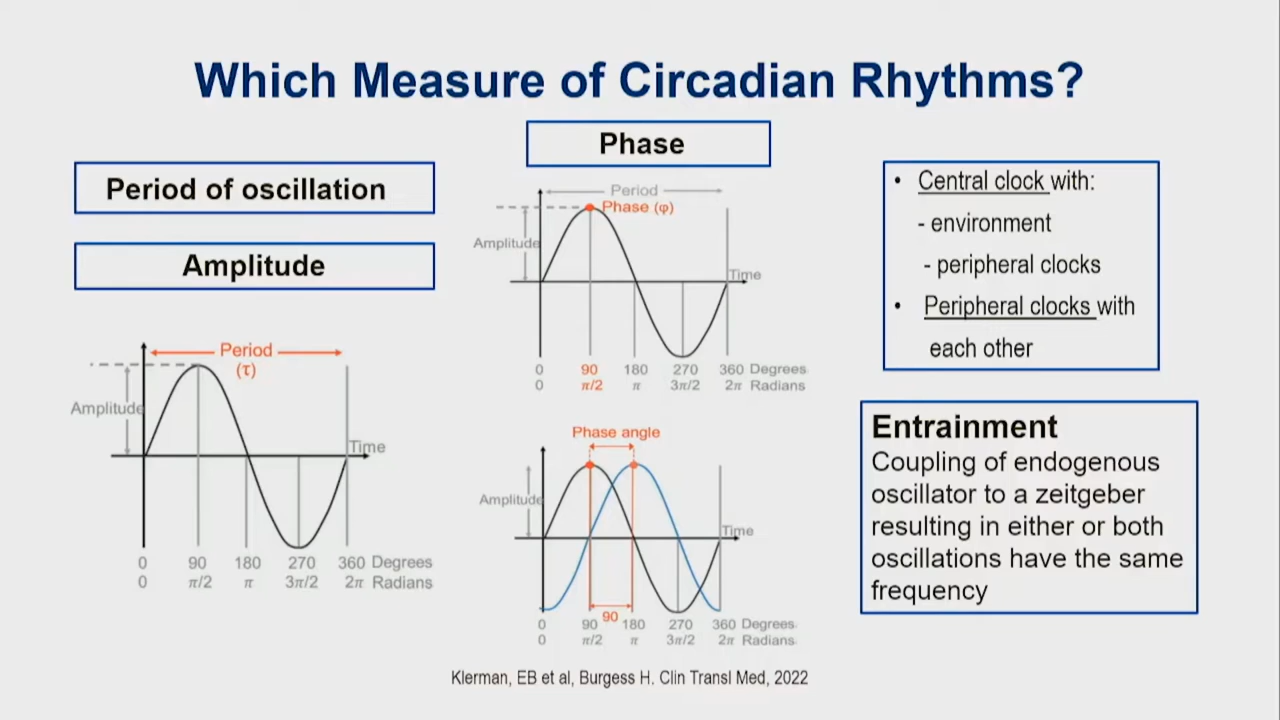 Which Measure of Circadian Rhythms?
Period of oscillation
Amplitude
Period
(τ)
Amplitude
Time
0 90 180 270 360 Degrees
0 π/2 π 3π/2 2π Radians
Phase
Period
Phase (φ)
Amplitude
Time
0 90 180 270 360 Degrees
0 π/2 π 3π/2 2π Radians
Phase angle
Amplitude
Time
90
0 90 180 270 360 Degrees
0 π/2 π 3π/2 2π Radians
• Central clock with:
- environment
- peripheral clocks
• Peripheral clocks with
each other
Entrainment
Coupling of endogenous
oscillator to a zeitgeber
resulting in either or both
oscillations have the same
frequency
Klerman, EB et al, Burgess H. Clin Transl Med, 2022